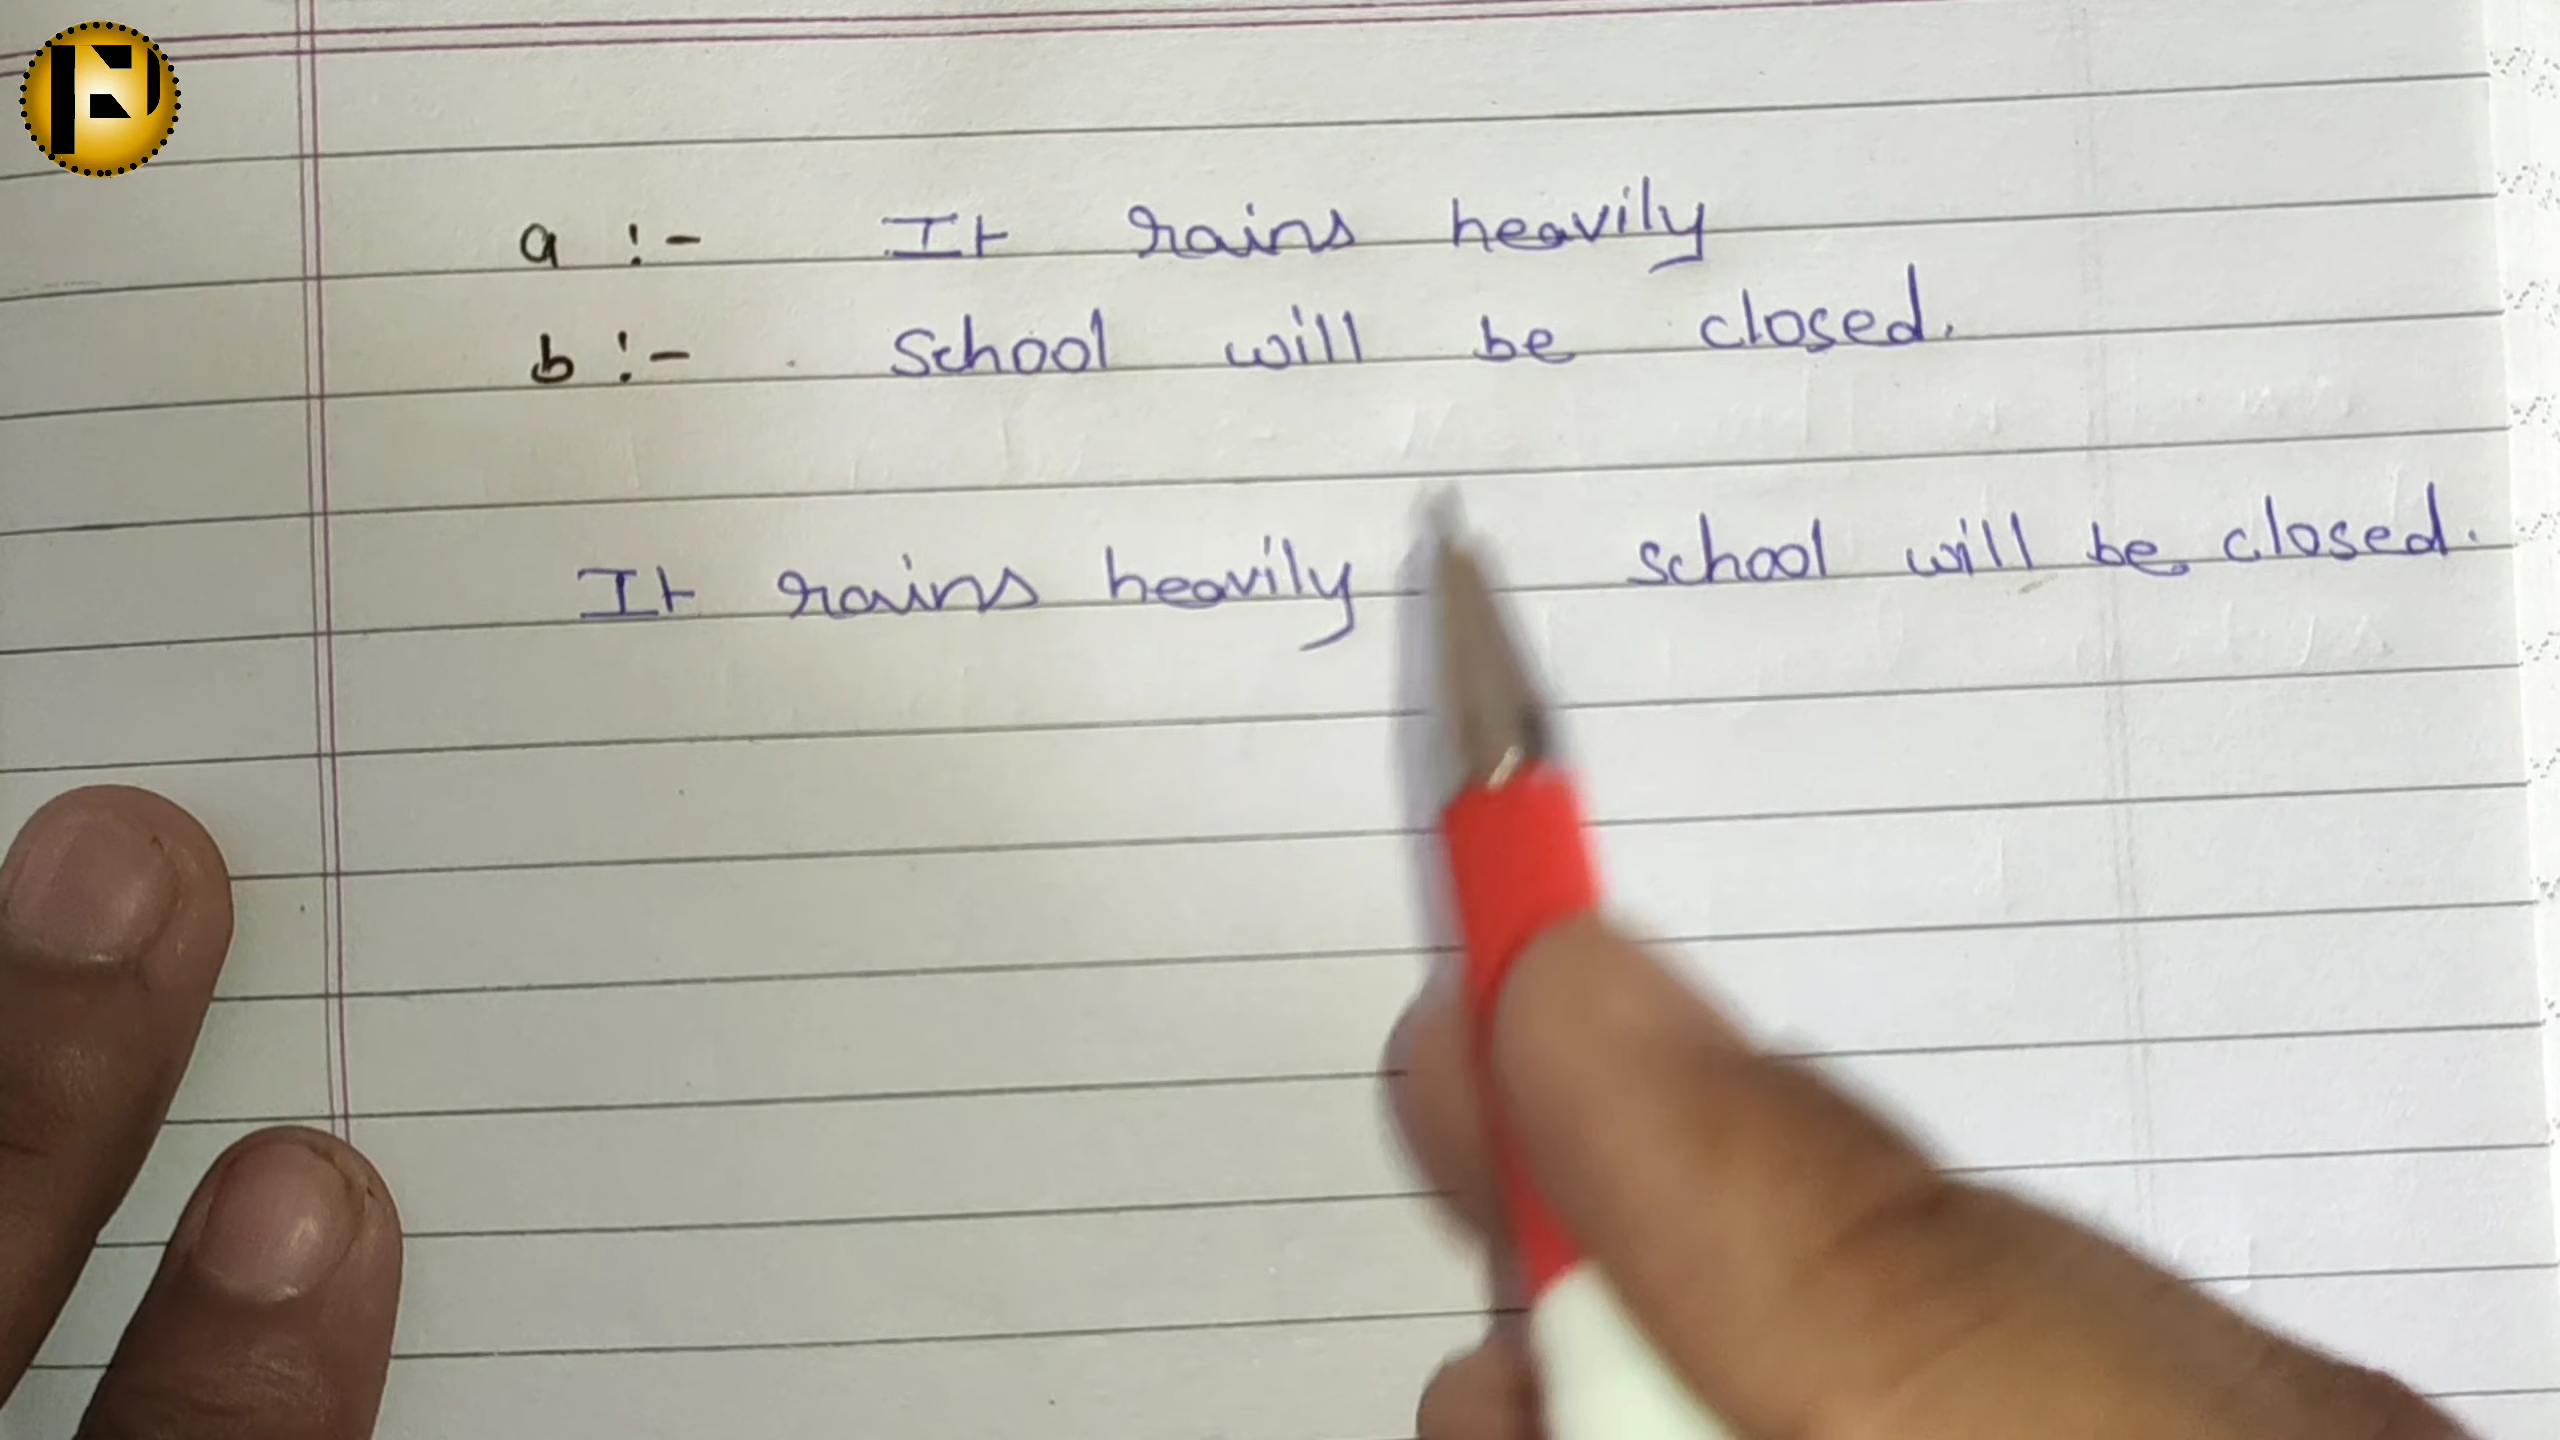 a :- It rains heavily
b :- School will be closed.
It rains heavily school will be closed.